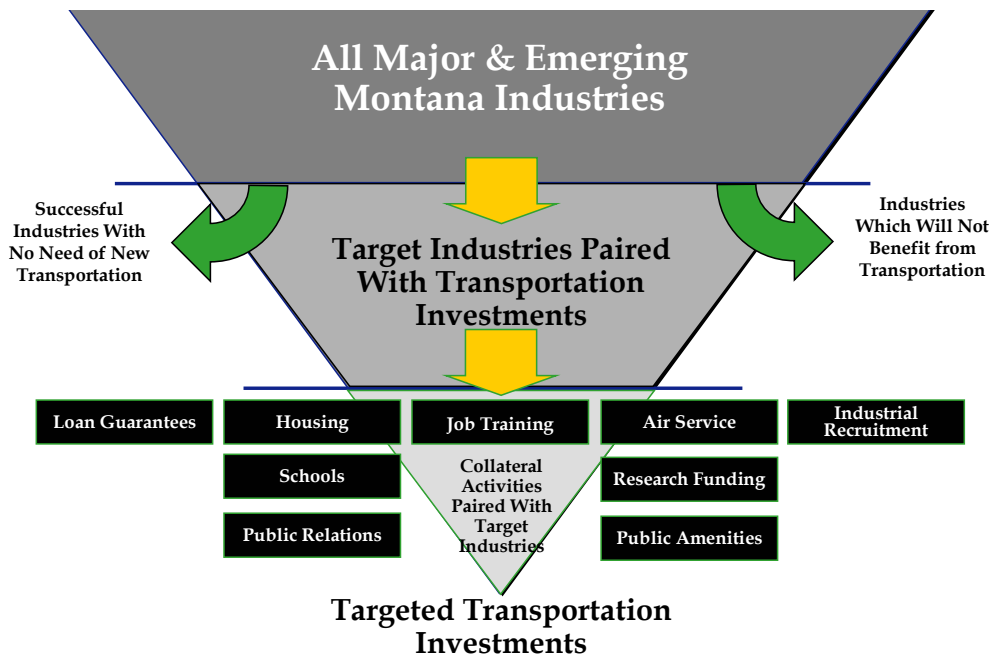 All Major & Emerging
Montana Industries
Successful
Industries With
No Need of New
Transportation
Industries
Which Will Not
Benefit from
Transportation
Target Industries Paired
With Transportation
Investments
Loan Guarantees
Housing
Job Training
Air Service
Industrial
Recruitment
Schools
Collateral
Activities
Paired With
Target
Industries
Research Funding
Public Relations
Public Amenities
Targeted Transportation
Investments